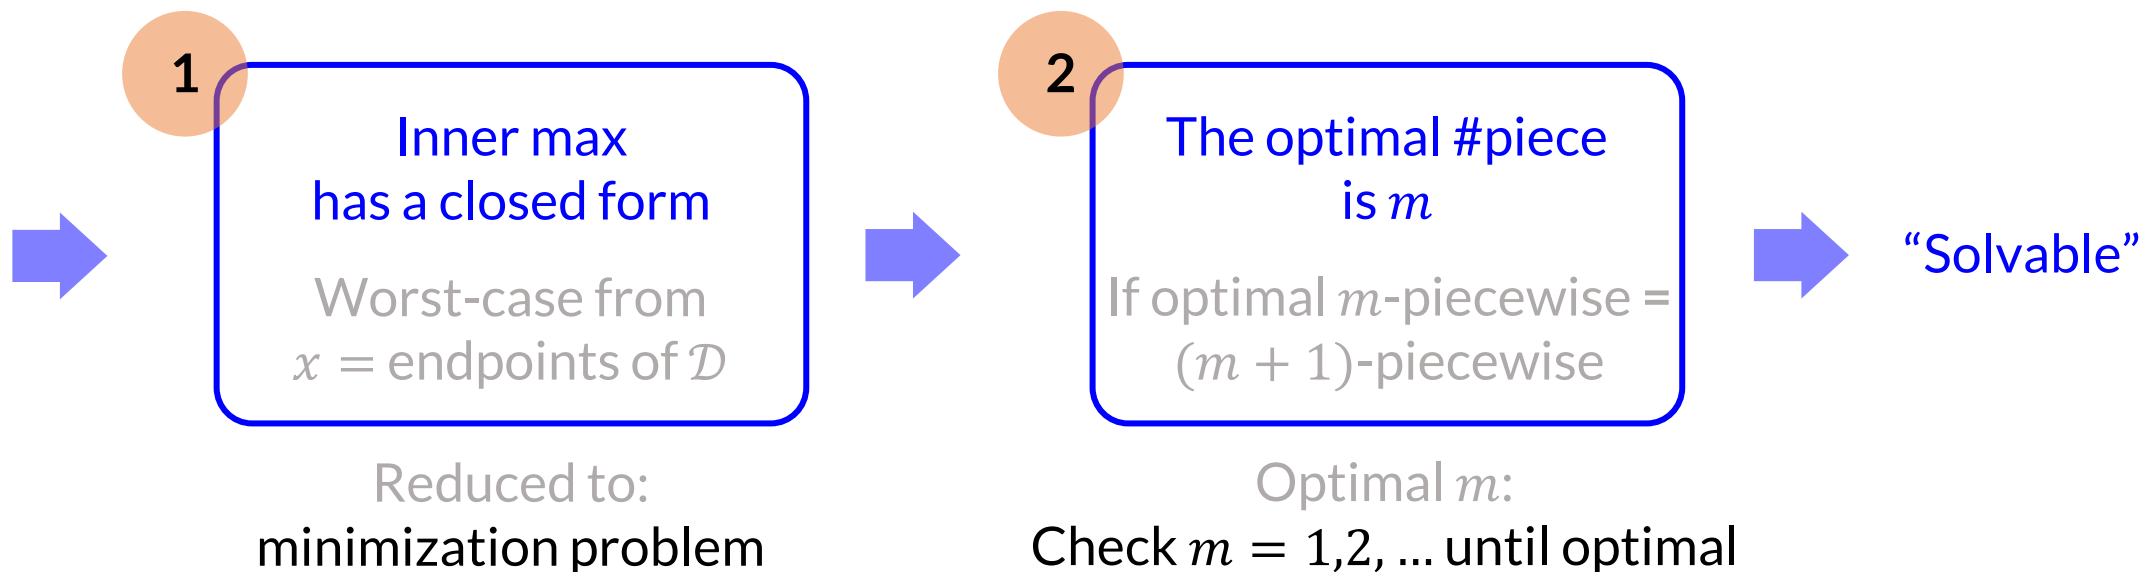 1
Inner max
has a closed form
Worst-case from
x = endpoints of 𝒟
Reduced to:
minimization problem
2
The optimal #piece
is m
If optimal m-piecewise =
(m + 1)-piecewise
Optimal m:
Check m = 1,2, ... until optimal
“Solvable”